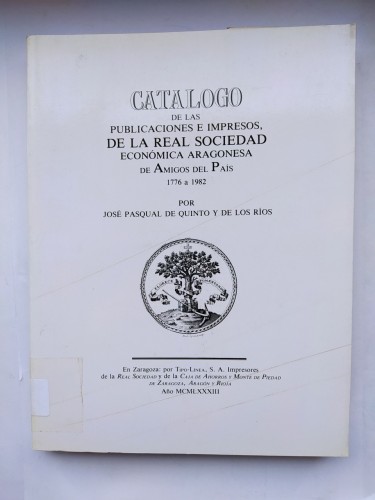 CATALOGO
DE LAS
PUBLICACIONES E IMPRESOS,
DE LA REAL SOCIEDAD
ECONÓMICA ARAGONESA
DE AMIGOS DEL PAÍS
1776 a 1982
POR
JOSÉ PASQUAL DE QUINTO Y DE LOS RÍOS
En Zaragoza: por TIPO-LINEA, S. A. Impresores
de la REAL SOCIEDAD y de la CAJA DE AHORROS Y MONTE DE PIEDAD
DE ZARAGOZA, ARAGÓN Y RIOJA
Año MCMLXXXIII